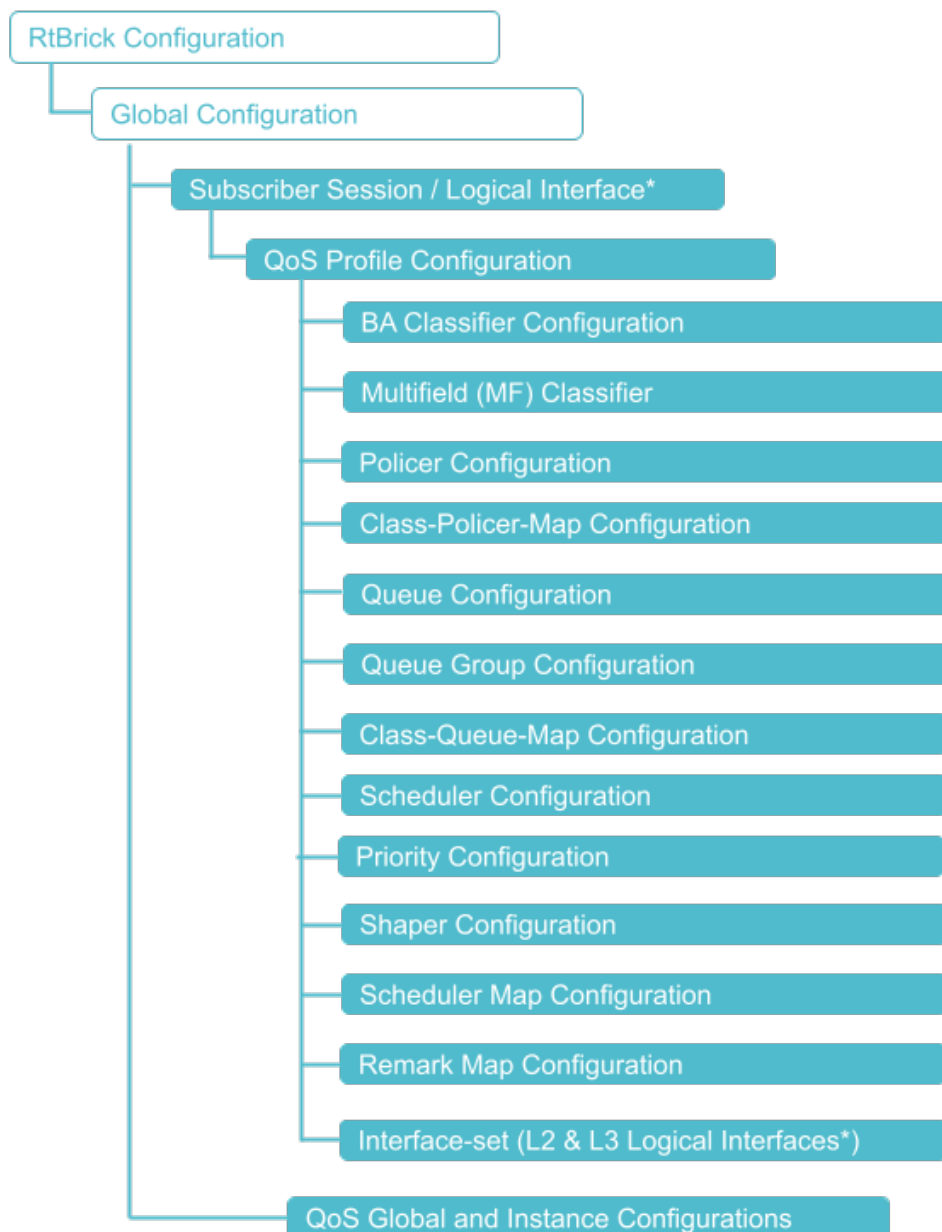 RtBrick Configuration
Global Configuration
Subscriber Session / Logical Interface*
QoS Profile Configuration
BA Classifier Configuration
Multifield (MF) Classifier
Policer Configuration
Class-Policer-Map Configuration
Queue Configuration
Queue Group Configuration
Class-Queue-Map Configuration
Scheduler Configuration
Priority Configuration
Shaper Configuration
Scheduler Map Configuration
Remark Map Configuration
Interface-set (L2 & L3 Logical Interfaces*)
QoS Global and Instance Configurations